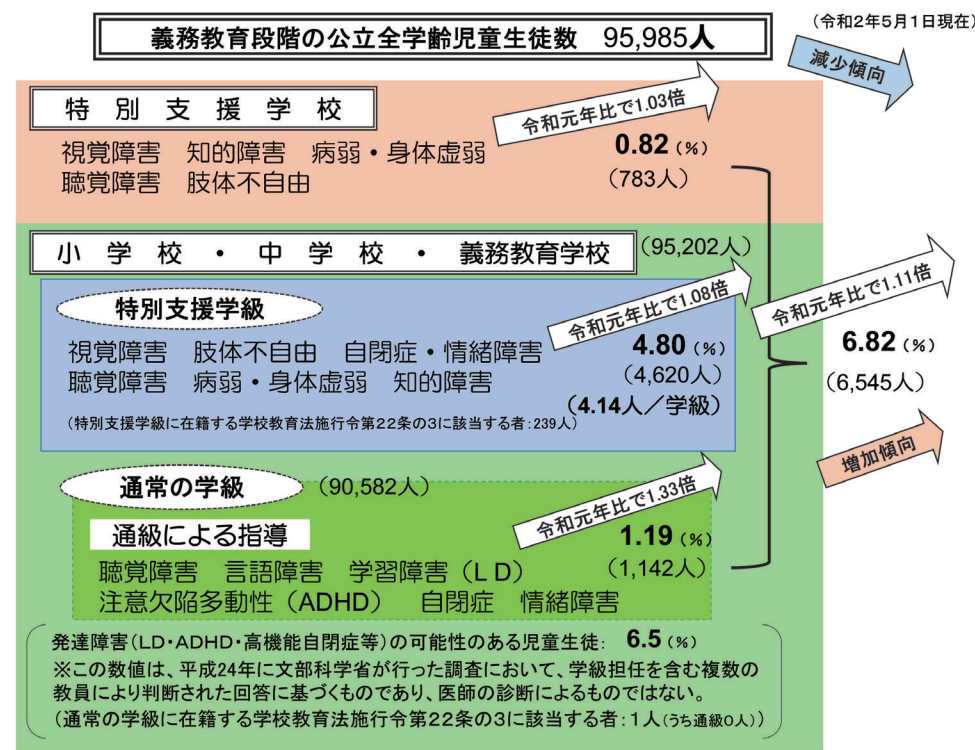 (令和2年5月1日現在)
義務教育段階の公立全学齢児童生徒数 95,985人
減少傾向
特別支援学校
令和元年比で1.03倍
視覚障害 知的障害 病弱・身体虚弱
聴覚障害 肢体不自由
0.82(%)
(783人)
小学校・中学校・義務教育学校(95,202人)
特別支援学級
令和元年比で1.08倍
視覚障害 肢体不自由 自閉症・情緒障害
聴覚障害 病弱・身体虚弱 知的障害
4.80(%)
(4,620人)
(4.14人/学級)
(特別支援学級に在籍する学校教育法施行令第22条の3に該当する者:239人)
令和元年比で1.11倍
6.82(%)
(6,545人)
増加傾向
通常の学級 (90,582人)
令和元年比で1.33倍
通級による指導
1.19(%)
(1,142人)
聴覚障害 言語障害 学習障害(LD)
注意欠陥多動性(ADHD) 自閉症 情緒障害
発達障害(LD・ADHD・高機能自閉症等)の可能性のある児童生徒: 6.5(%)
※この数値は、平成24年に文部科学省が行った調査において、学級担任を含む複数の
教員により判断された回答に基づくものであり、医師の診断によるものではない。
(通常の学級に在籍する学校教育法施行令第22条の3に該当する者:1人(うち通級0人))